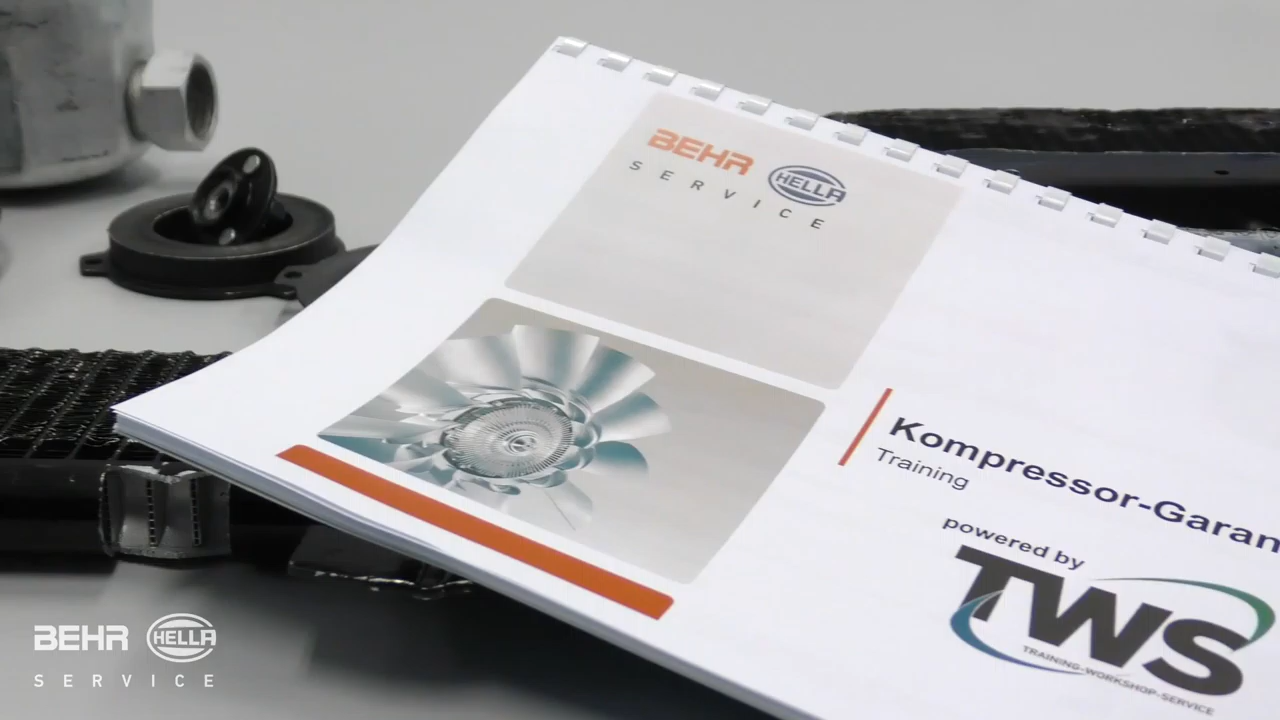 BEHR HELLA
SERVICE
Kompressor-Garan
Training
powered by
TWS
TRAINING-WORKSHOP-SERVICE
BEHR HELLA
SERVICE